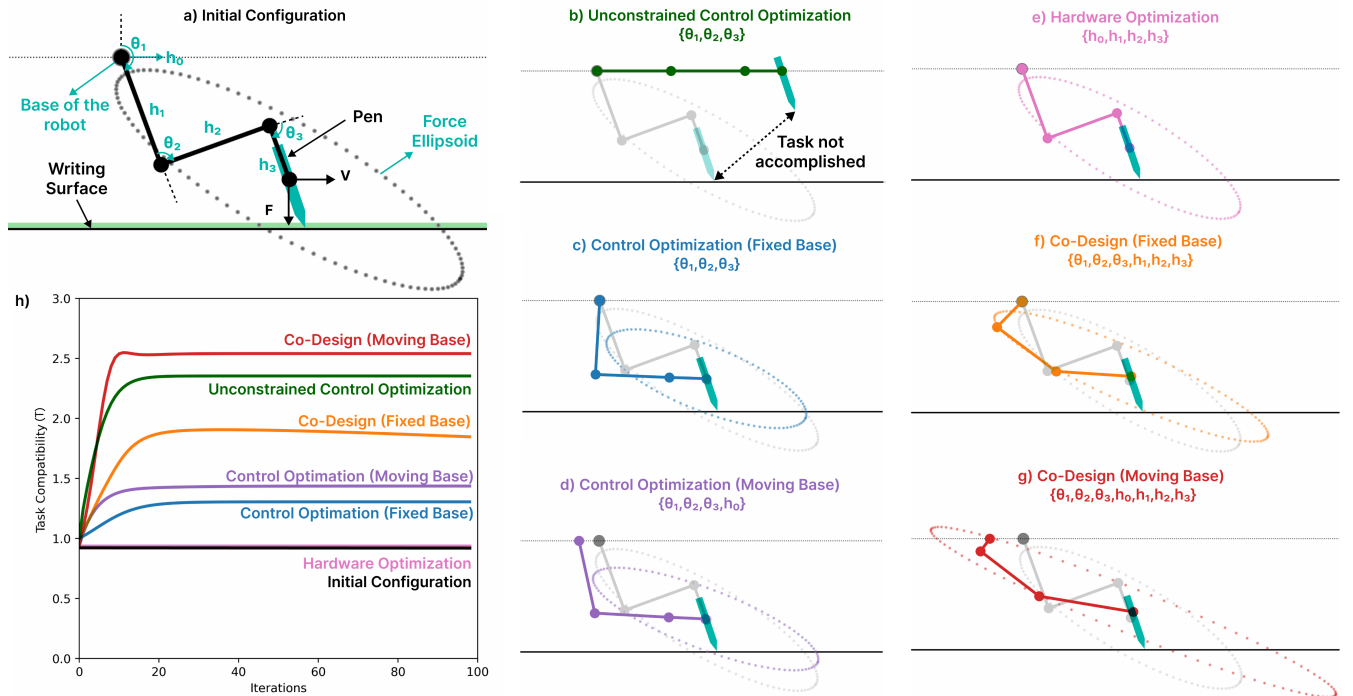 a) Initial Configuration
θ₁
h₀
Base of the
robot
h₁
h₂
θ₂
θ₃
h₃
Pen
Force
Ellipsoid
Writing
Surface
V
F
b) Unconstrained Control Optimization
{θ₁,θ₂,θ₃}
Task not
accomplished
c) Control Optimization (Fixed Base)
{θ₁,θ₂,θ₃}
d) Control Optimization (Moving Base)
{θ₁,θ₂,θ₃,h₀}
e) Hardware Optimization
{h₀,h₁,h₂,h₃}
f) Co-Design (Fixed Base)
{θ₁,θ₂,θ₃,h₁,h₂,h₃}
g) Co-Design (Moving Base)
{θ₁,θ₂,θ₃,h₀,h₁,h₂,h₃}
h)
Task Compatibility (T)
3.0
2.5
2.0
1.5
1.0
0.5
0.0
Co-Design (Moving Base)
Unconstrained Control Optimization
Co-Design (Fixed Base)
Control Optimation (Moving Base)
Control Optimation (Fixed Base)
Hardware Optimization
Initial Configuration
0 20 40 60 80 100
Iterations